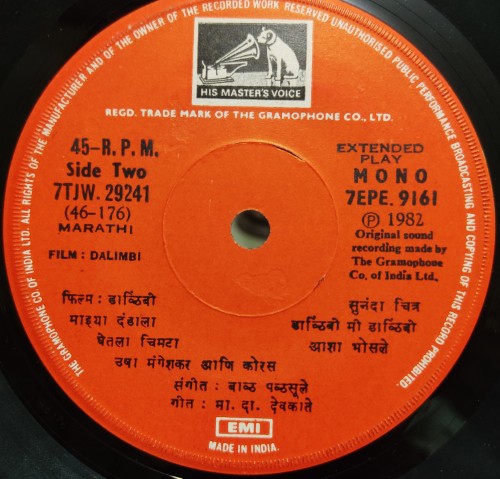 ALL RIGHTS OF THE MANUFACTURER AND OF THE OWNER OF THE RECORDED WORK RESERVED UNAUTHORISED PUBLIC PERFORMANCE BROADCASTING AND COPYING OF THIS RECORD PROHIBITED.
THE GRAMOPHONE CO. OF INDIA LTD.
HIS MASTER'S VOICE
REGD. TRADE MARK OF THE GRAMOPHONE CO., LTD.
45-R.P.M.
Side Two
7TJW. 29241
(46-176)
MARATHI
FILM : DALIMBI
EXTENDED
PLAY
MONO
7EPE. 9161
Ⓟ 1982
Original sound
recording made by
The Gramophone
Co. of India Ltd.,
फिल्म : डाळिंबी
माझ्या दंडाला
घेतला चिमटा
उषा मंगेशकर आणि कोरस
सुनंदा चित्र
डाळिंबी मी डाळिंबी
आशा भोसले
संगीत : बाळ पळसुले
गीत : मा. दा. देवकाते
EMI
MADE IN INDIA.